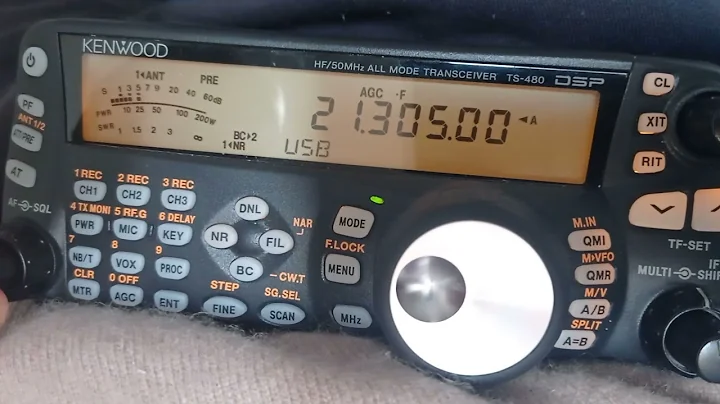 KENWOOD
HF/50MHz ALL MODE TRANSCEIVER TS-480 DSP
1◄ANT PRE
S 1 3 5 7 9 20 40 60dB
PWR 10 25 50 100 200W
SWR 1 1.5 2 3 ∞
AGC -F
21.305.00 ◄A
BC►2
1◄NR
USB
PF
ANT 1/2
ATT/PRE
AT
AF SQL
1 REC 2 REC 3 REC
CH1 CH2 CH3
4 TX MONI 5 RF.G 6 DELAY
PWR MIC KEY
7 8 9
NB/T VOX PROC
CLR 0 OFF
MTR AGC ENT
DNL
NR FIL
NAR
BC
CW.T
STEP SG.SEL
FINE SCAN
MODE
F.LOCK
MENU
MHz
CL
XIT
RIT
TF-SET
M.IN
QMI
M>VFO
QMR
M/V
A/B
SPLIT
A=B
MULTI